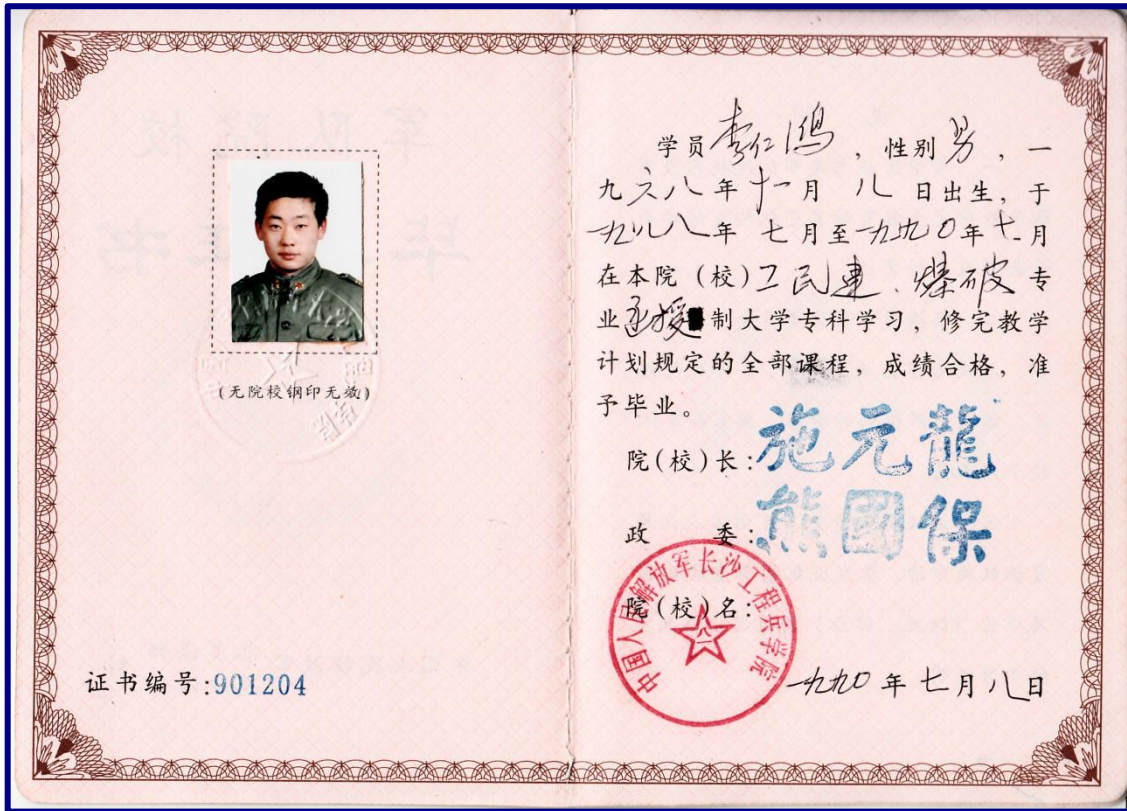 (无院校钢印无效)
证书编号:901204
学员李仁鸿,性别男,一
九六八年十一月八日出生,于
一九八八年七月至一九九0年七月
在本院(校)工民建、爆破专
业函授制大学专科学习,修完教学
计划规定的全部课程,成绩合格,准
予毕业。
院(校)长:施元龍
政委:熊國保
院(校)名:
中国人民解放军长沙工程兵学院
八一
一九九0年七月八日